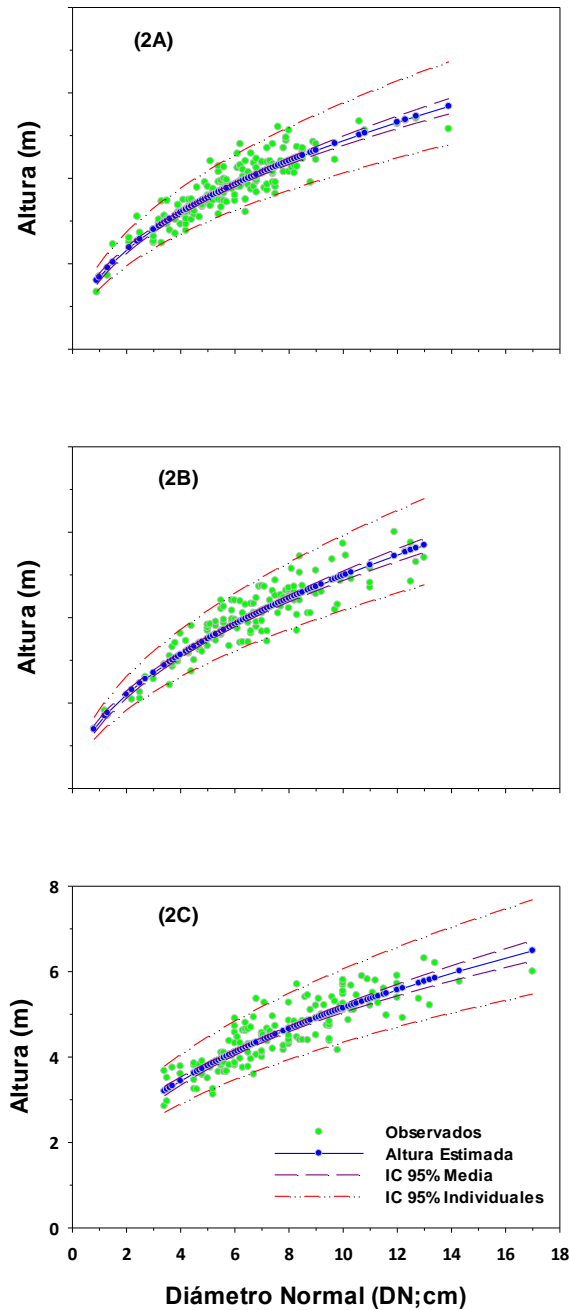 (2A)
Altura (m)
(2B)
Altura (m)
(2C)
Altura (m)
8
6
4
2
0
Observados
Altura Estimada
IC 95% Media
IC 95% Individuales
0 2 4 6 8 10 12 14 16 18
Diámetro Normal (DN;cm)